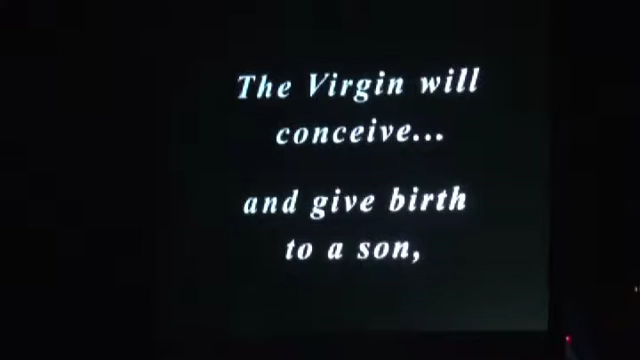 The Virgin will
conceive...
and give birth
to a son,